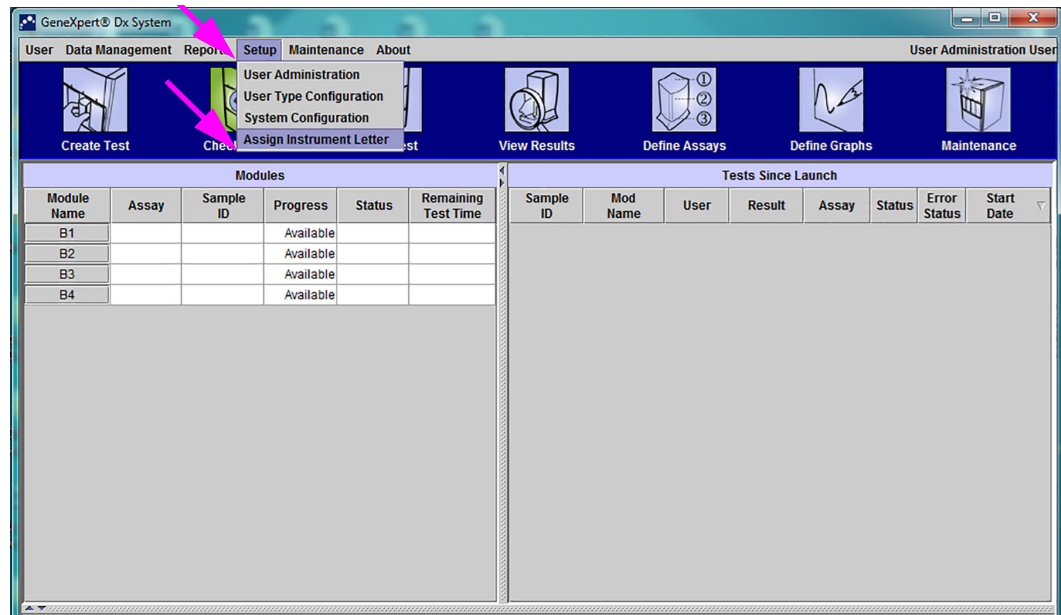 GeneXpert® Dx System
User Data Management Setup Maintenance About User Administration User
User Administration
User Type Configuration
System Configuration
Assign Instrument Letter
Create Test View Results Define Assays Define Graphs Maintenance
Modules
Module Name Assay Sample ID Progress Status Remaining Test Time
B1 Available
B2 Available
B3 Available
B4 Available
Tests Since Launch
Sample ID Mod Name User Result Assay Status Error Status Start Date